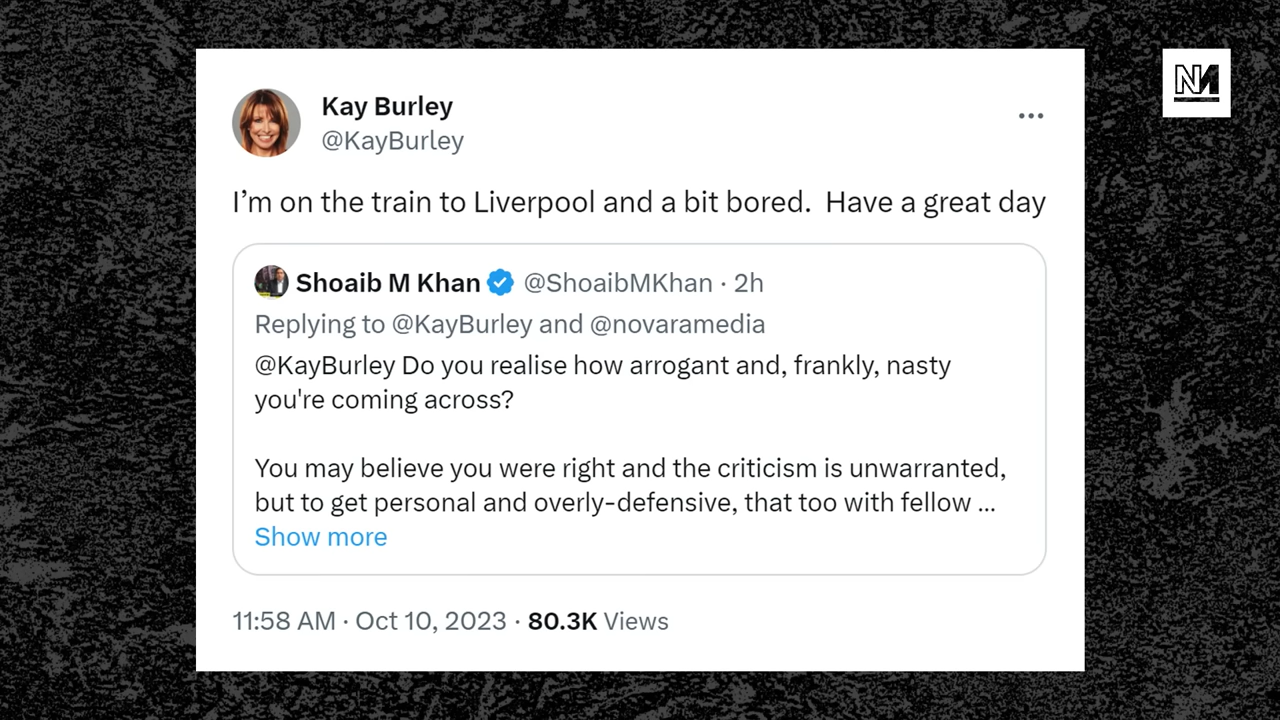 NM
Kay Burley
@KayBurley
I’m on the train to Liverpool and a bit bored.  Have a great day
Shoaib M Khan @ShoaibMKhan · 2h
Replying to @KayBurley and @novaramedia
@KayBurley Do you realise how arrogant and, frankly, nasty
you're coming across?
You may believe you were right and the criticism is unwarranted,
but to get personal and overly-defensive, that too with fellow ...
Show more
11:58 AM · Oct 10, 2023 · 80.3K Views